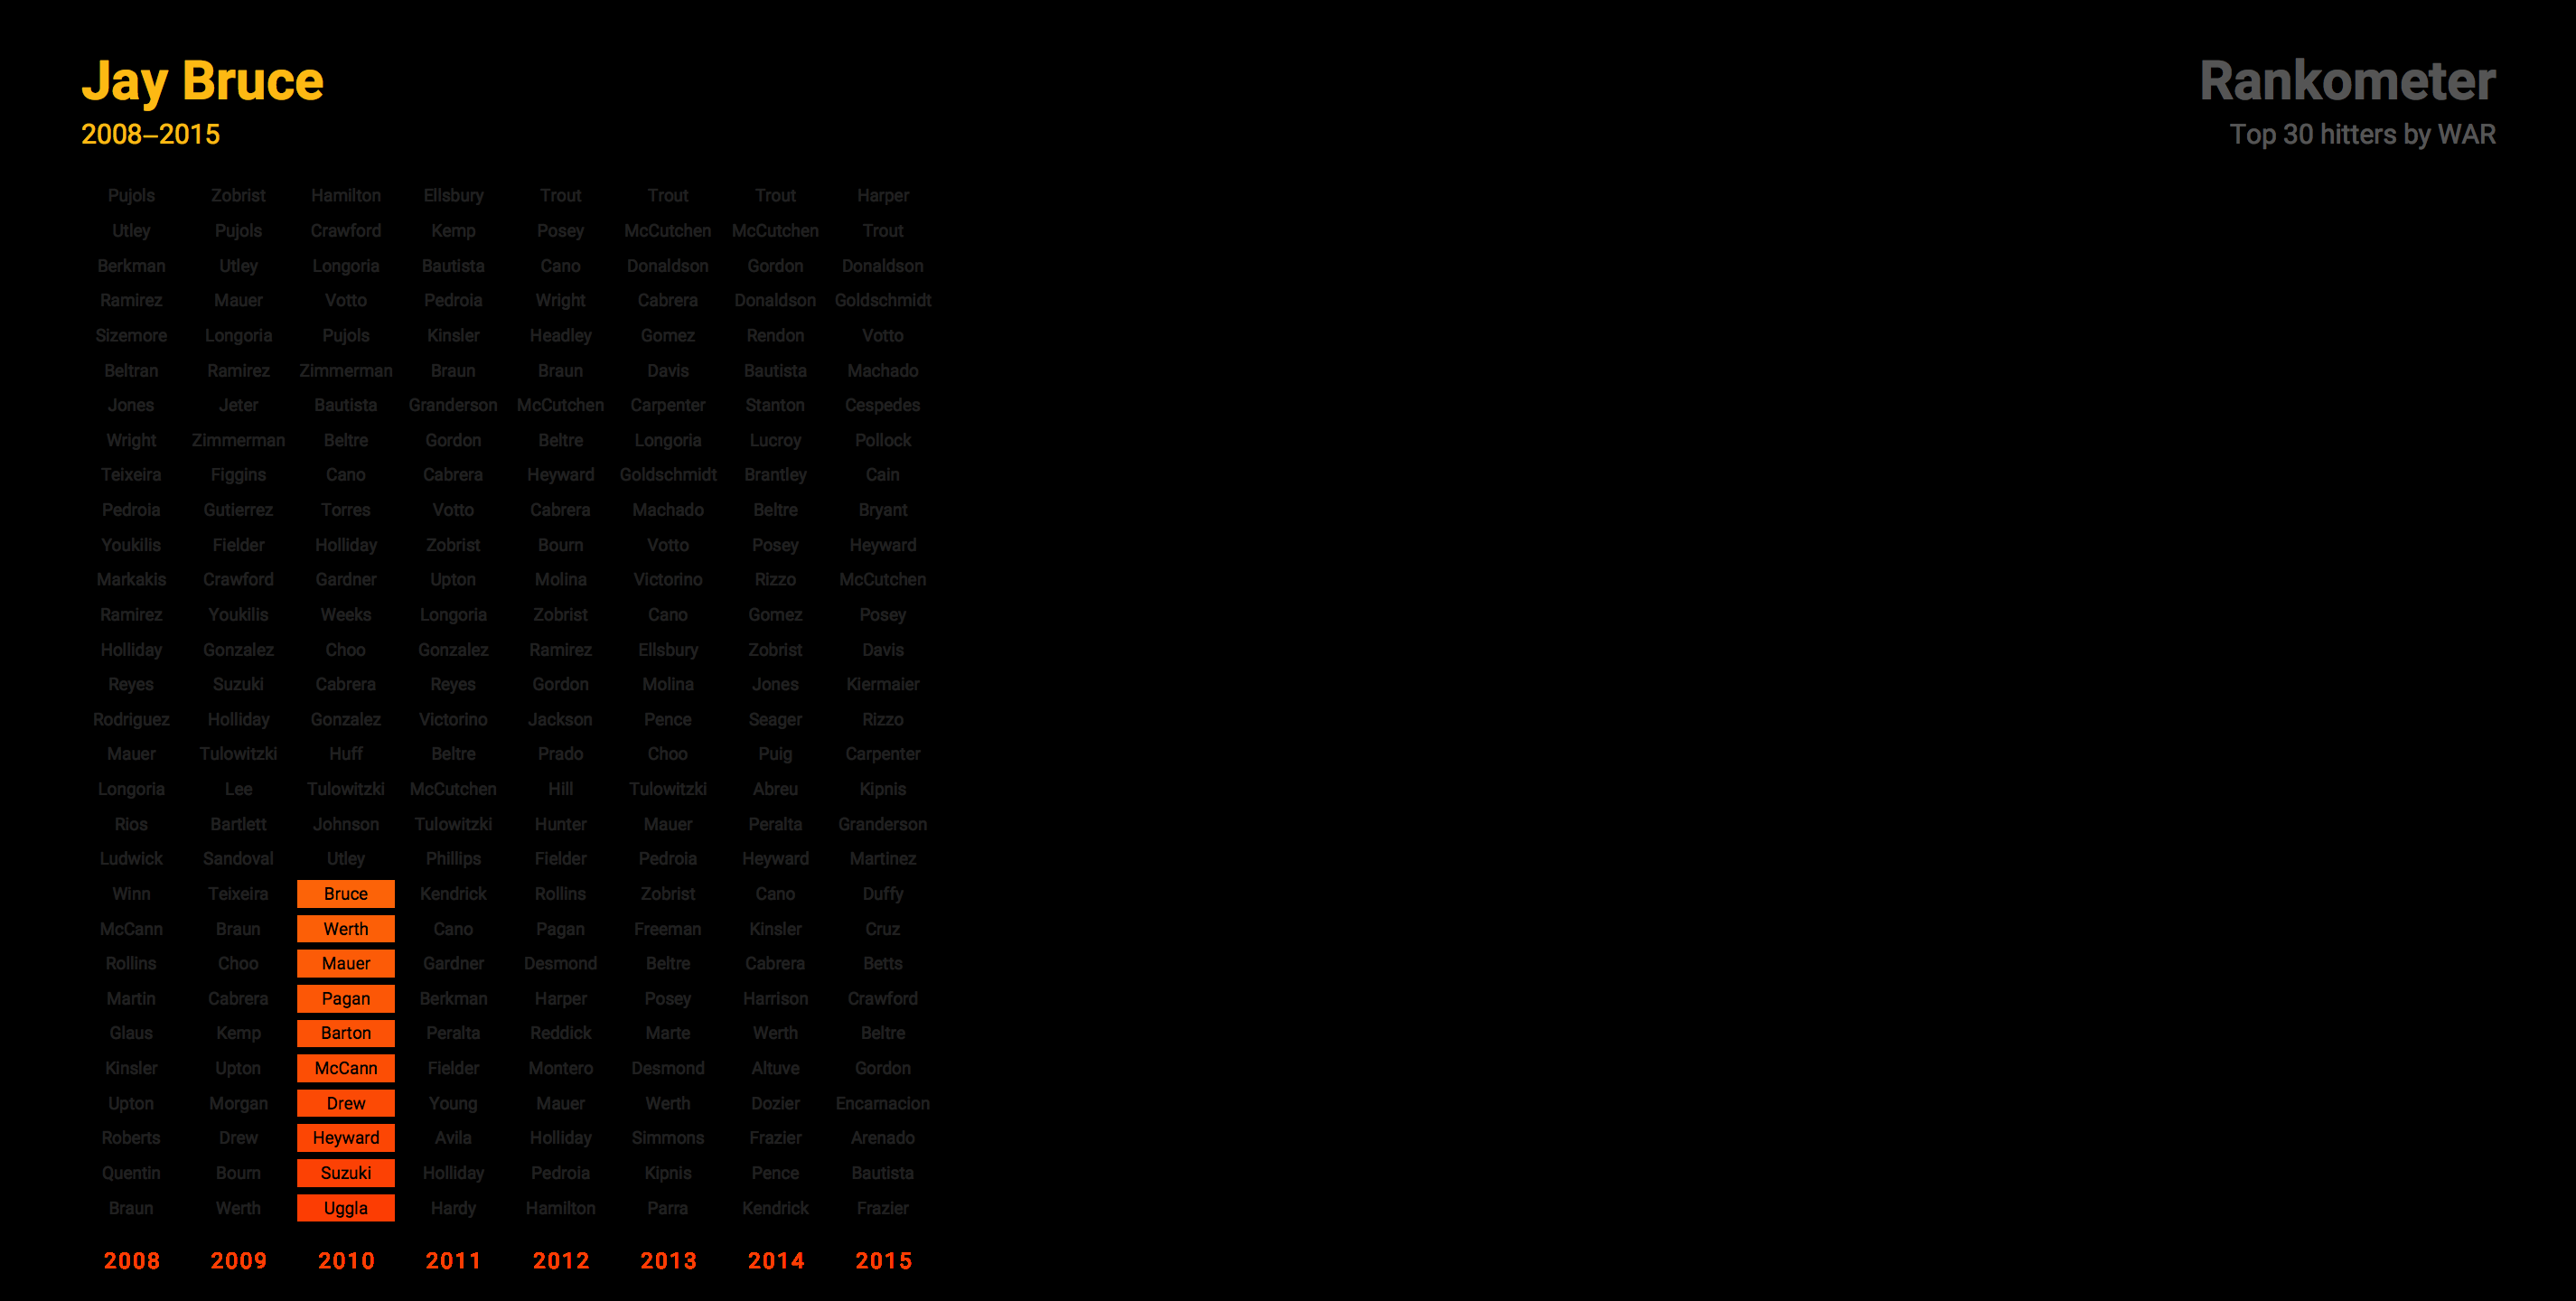 Jay Bruce
2008–2015
Rankometer
Top 30 hitters by WAR
Pujols Zobrist Hamilton Ellsbury Trout Trout Trout Harper
Utley Pujols Crawford Kemp Posey McCutchen McCutchen Trout
Berkman Utley Longoria Bautista Cano Donaldson Gordon Donaldson
Ramirez Mauer Votto Pedroia Wright Cabrera Donaldson Goldschmidt
Sizemore Longoria Pujols Kinsler Headley Gomez Rendon Votto
Beltran Ramirez Zimmerman Braun Braun Davis Bautista Machado
Jones Jeter Bautista Granderson McCutchen Carpenter Stanton Cespedes
Wright Zimmerman Beltre Gordon Beltre Longoria Lucroy Pollock
Teixeira Figgins Cano Cabrera Heyward Goldschmidt Brantley Cain
Pedroia Gutierrez Torres Votto Cabrera Machado Beltre Bryant
Youkilis Fielder Holliday Zobrist Bourn Votto Posey Heyward
Markakis Crawford Gardner Upton Molina Victorino Rizzo McCutchen
Ramirez Youkilis Weeks Longoria Zobrist Cano Gomez Posey
Holliday Gonzalez Choo Gonzalez Ramirez Ellsbury Zobrist Davis
Reyes Suzuki Cabrera Reyes Gordon Molina Jones Kiermaier
Rodriguez Holliday Gonzalez Victorino Jackson Pence Seager Rizzo
Mauer Tulowitzki Huff Beltre Prado Choo Puig Carpenter
Longoria Lee Tulowitzki McCutchen Hill Tulowitzki Abreu Kipnis
Rios Bartlett Johnson Tulowitzki Hunter Mauer Peralta Granderson
Ludwick Sandoval Utley Phillips Fielder Pedroia Heyward Martinez
Winn Teixeira Bruce Kendrick Rollins Zobrist Cano Duffy
McCann Braun Werth Cano Pagan Freeman Kinsler Cruz
Rollins Choo Mauer Gardner Desmond Beltre Cabrera Betts
Martin Cabrera Pagan Berkman Harper Posey Harrison Crawford
Glaus Kemp Barton Peralta Reddick Marte Werth Beltre
Kinsler Upton McCann Fielder Montero Desmond Altuve Gordon
Upton Morgan Drew Young Mauer Werth Dozier Encarnacion
Roberts Drew Heyward Avila Holliday Simmons Frazier Arenado
Quentin Bourn Suzuki Holliday Pedroia Kipnis Pence Bautista
Braun Werth Uggla Hardy Hamilton Parra Kendrick Frazier
2008 2009 2010 2011 2012 2013 2014 2015